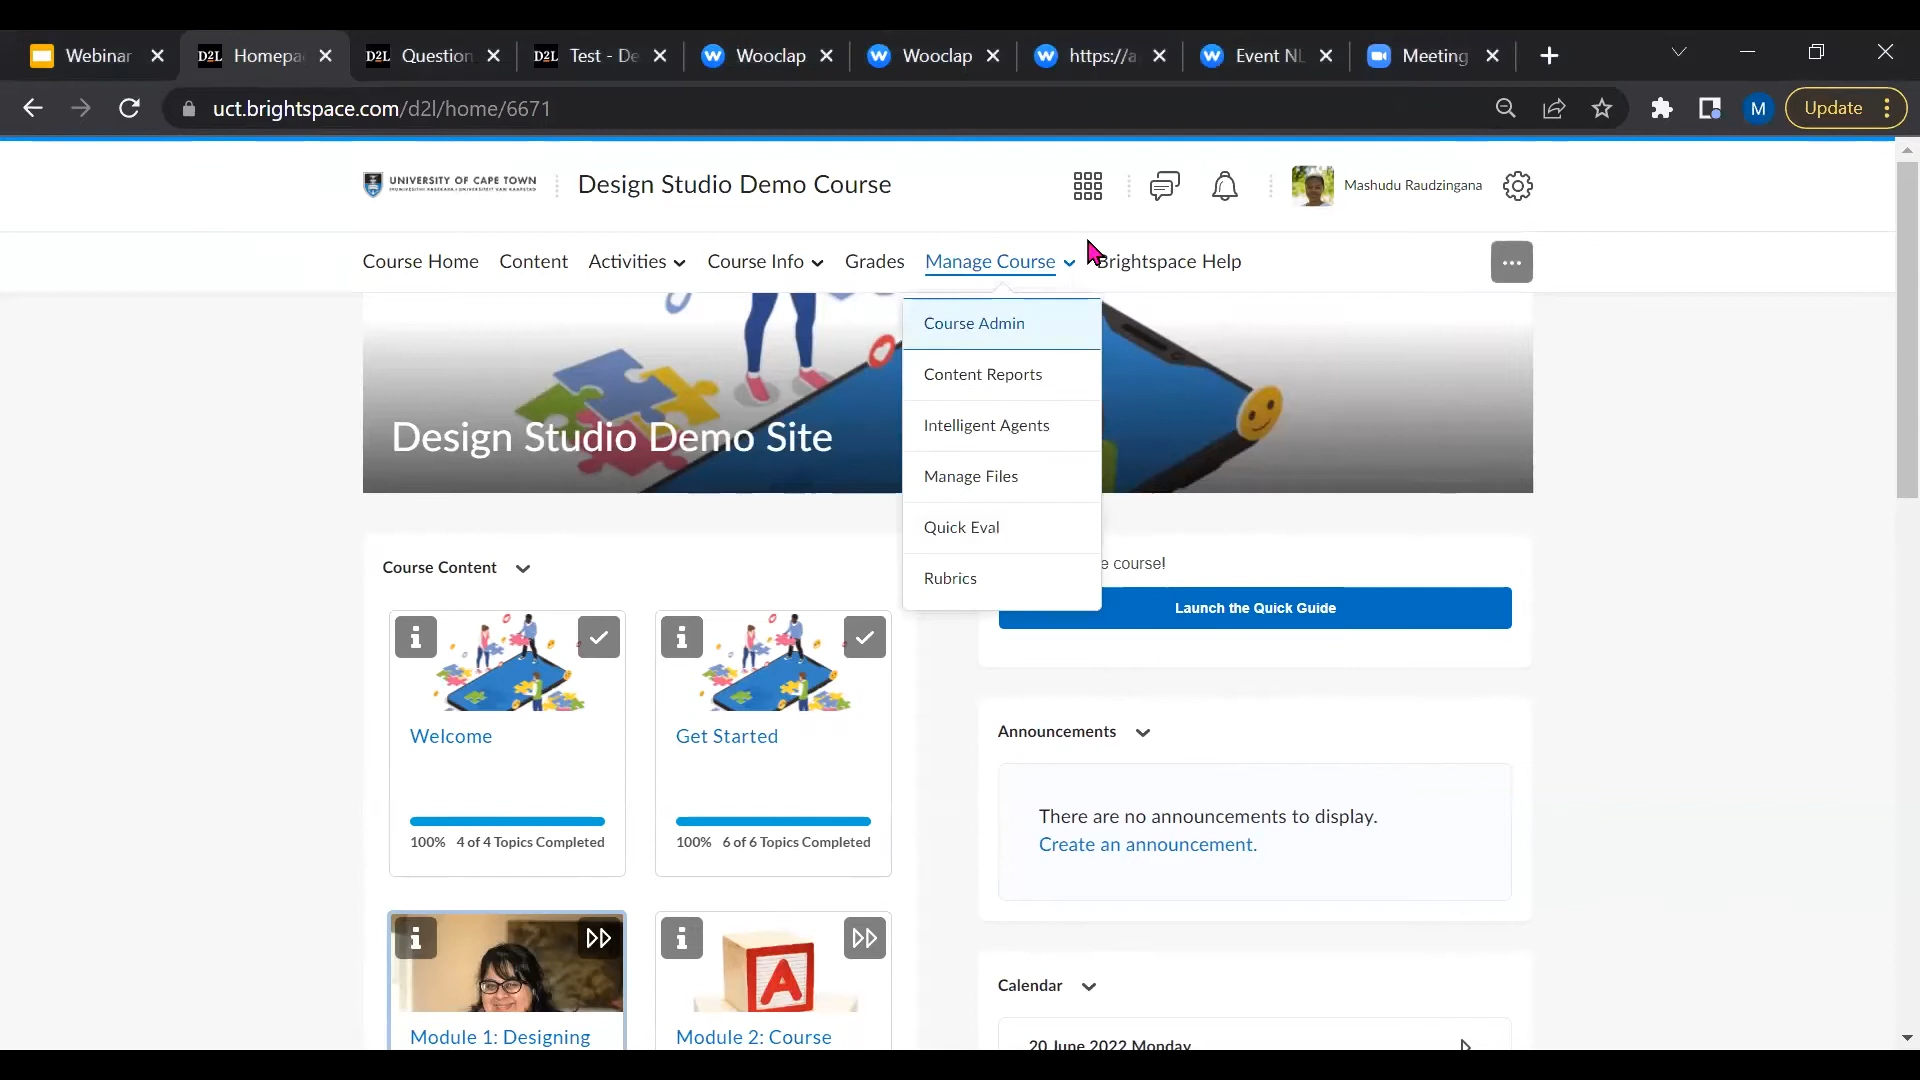 Webinar
D2L Homepa
D2L Question
D2L Test - De
W Wooclap
W Wooclap
W https://a
W Event NL
Meeting
uct.brightspace.com/d2l/home/6671
M
Update
UNIVERSITY OF CAPE TOWN
Design Studio Demo Course
Mashudu Raudzingana
Course Home
Content
Activities
Course Info
Grades
Manage Course
Brightspace Help
Course Admin
Content Reports
Intelligent Agents
Manage Files
Quick Eval
Rubrics
Design Studio Demo Site
Course Content
Welcome
100% 4 of 4 Topics Completed
Get Started
100% 6 of 6 Topics Completed
Module 1: Designing
A
Module 2: Course
e course!
Launch the Quick Guide
Announcements
There are no announcements to display.
Create an announcement.
Calendar
20 June 2022 Monday